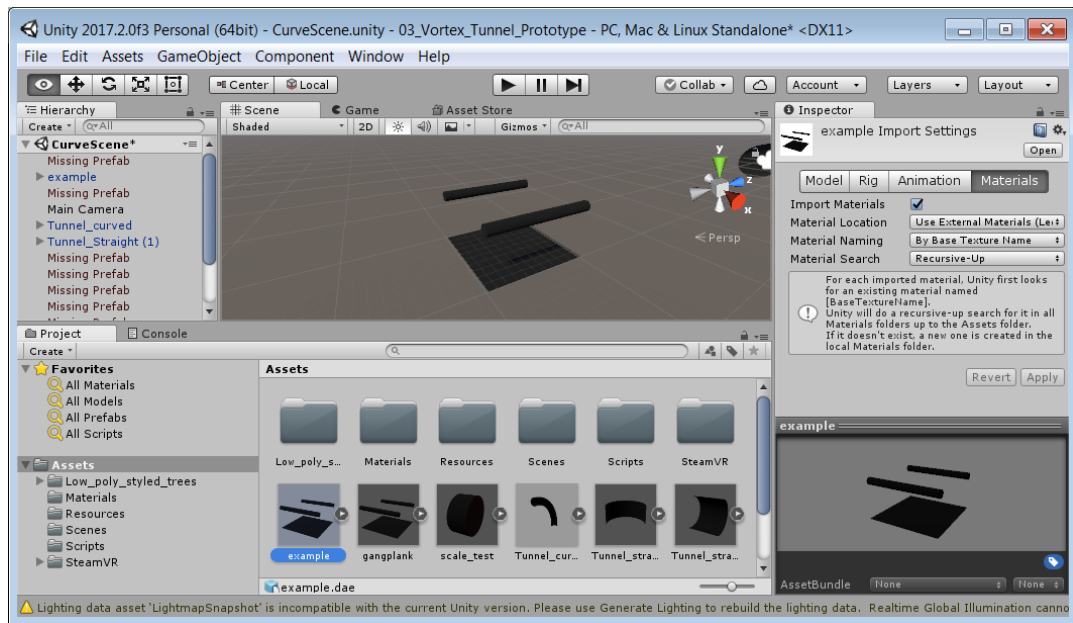 Unity 2017.2.0f3 Personal (64bit) - CurveScene.unity - 03_Vortex_Tunnel_Prototype - PC, Mac & Linux Standalone* <DX11>
File Edit Assets GameObject Component Window Help
Center Local Collab Account Layers Layout
Hierarchy
Create All
CurveScene*
Missing Prefab
example
Missing Prefab
Main Camera
Tunnel_curved
Tunnel_Straight (1)
Missing Prefab
Missing Prefab
Missing Prefab
Missing Prefab
Scene Game Asset Store
Shaded 2D Gizmos All
y
z
x
Persp
Inspector
example Import Settings
Open
Model Rig Animation Materials
Import Materials
Material Location Use External Materials (Le
Material Naming By Base Texture Name
Material Search Recursive-Up
For each imported material, Unity first looks
for an existing material named
[BaseTextureName].
Unity will do a recursive-up search for it in all
Materials folders up to the Assets folder.
If it doesn't exist, a new one is created in the
local Materials folder.
Revert Apply
Project Console
Create
Favorites
All Materials
All Models
All Prefabs
All Scripts
Assets
Low_poly_styled_trees
Materials
Resources
Scenes
Scripts
SteamVR
Assets
Low_poly_s... Materials Resources Scenes Scripts SteamVR
example gangplank scale_test Tunnel_cur... Tunnel_stra... Tunnel_stra...
example.dae
example
AssetBundle None None
Lighting data asset 'LightmapSnapshot' is incompatible with the current Unity version. Please use Generate Lighting to rebuild the lighting data. Realtime Global Illumination canno